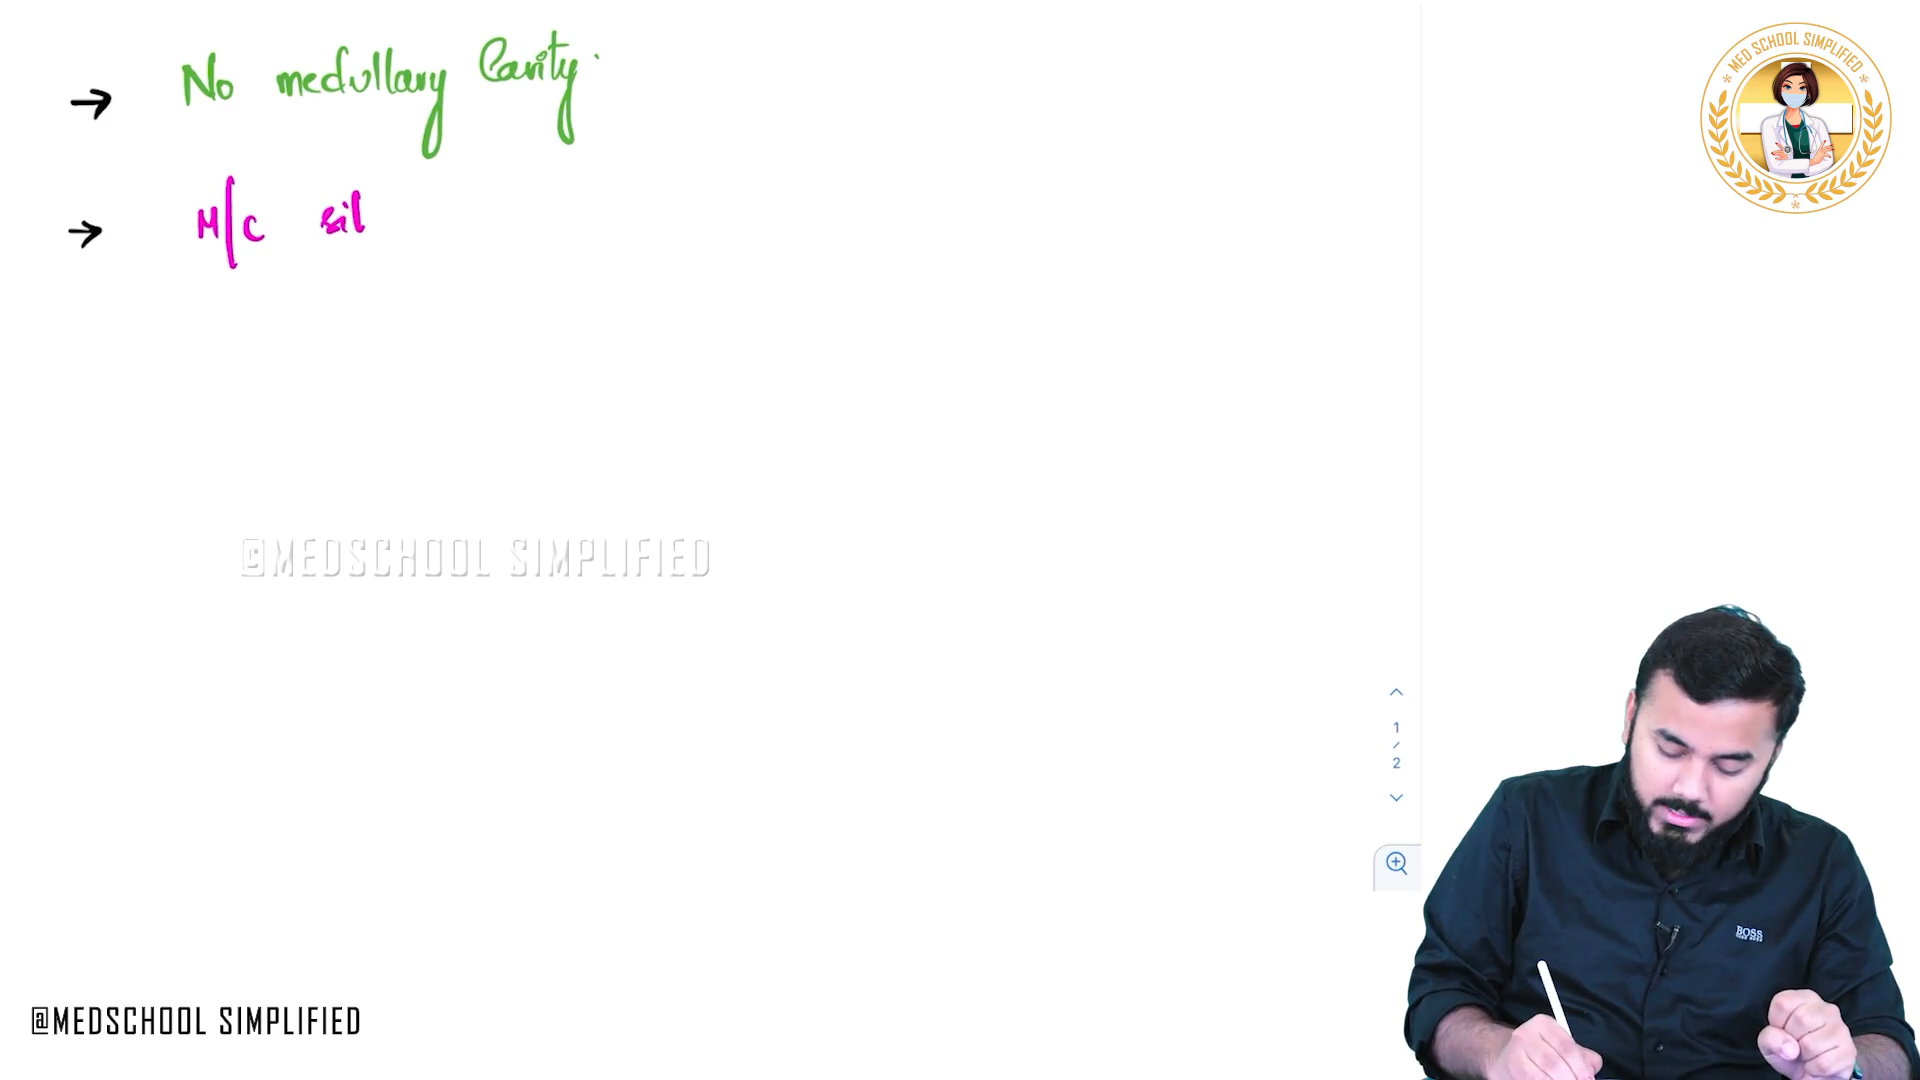 MED SCHOOL SIMPLIFIED
→ No medullary Cavity.
→ M/C sit
@MEDSCHOOL SIMPLIFIED
1
/
2
BOSS
@MEDSCHOOL SIMPLIFIED